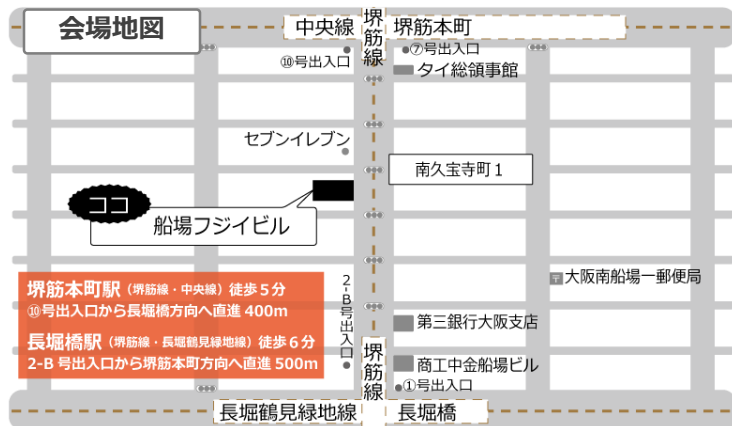 会場地図
中央線
堺筋線
堺筋本町
⑩号出入口
⑦号出入口
タイ総領事館
セブンイレブン
南久宝寺町1
ココ
船場フジイビル
〒大阪南船場一郵便局
堺筋本町駅(堺筋線・中央線)徒歩5分
⑩号出入口から長堀橋方向へ直進 400m
長堀橋駅(堺筋線・長堀鶴見緑地線)徒歩6分
2-B 号出入口から堺筋本町方向へ直進 500m
2-B号出入口
第三銀行大阪支店
堺筋線
商工中金船場ビル
①号出入口
長堀鶴見緑地線
長堀橋